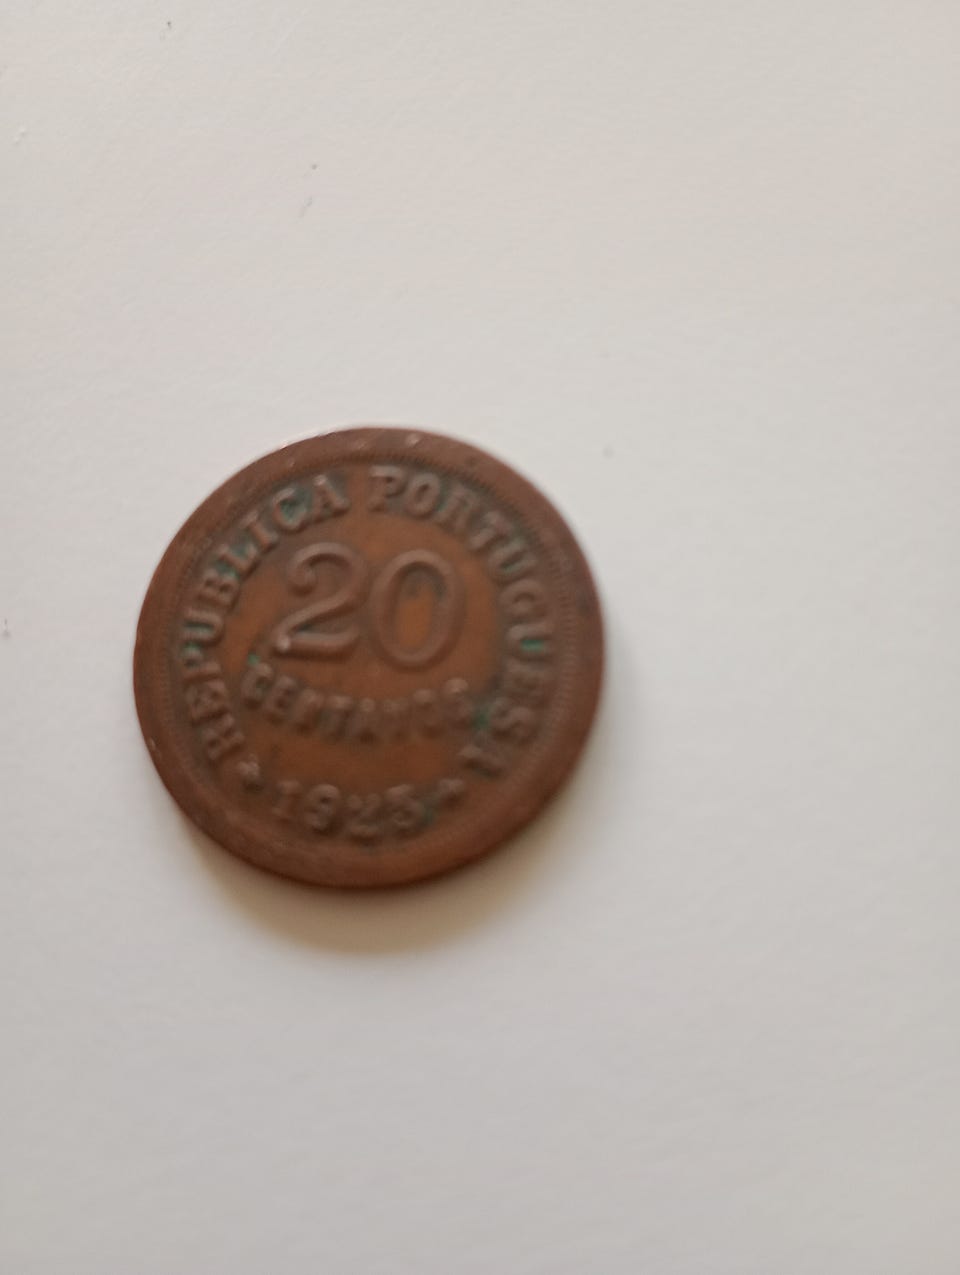 REPUBLICA PORTUGUESA
20
CENTAVOS
* 1925 *